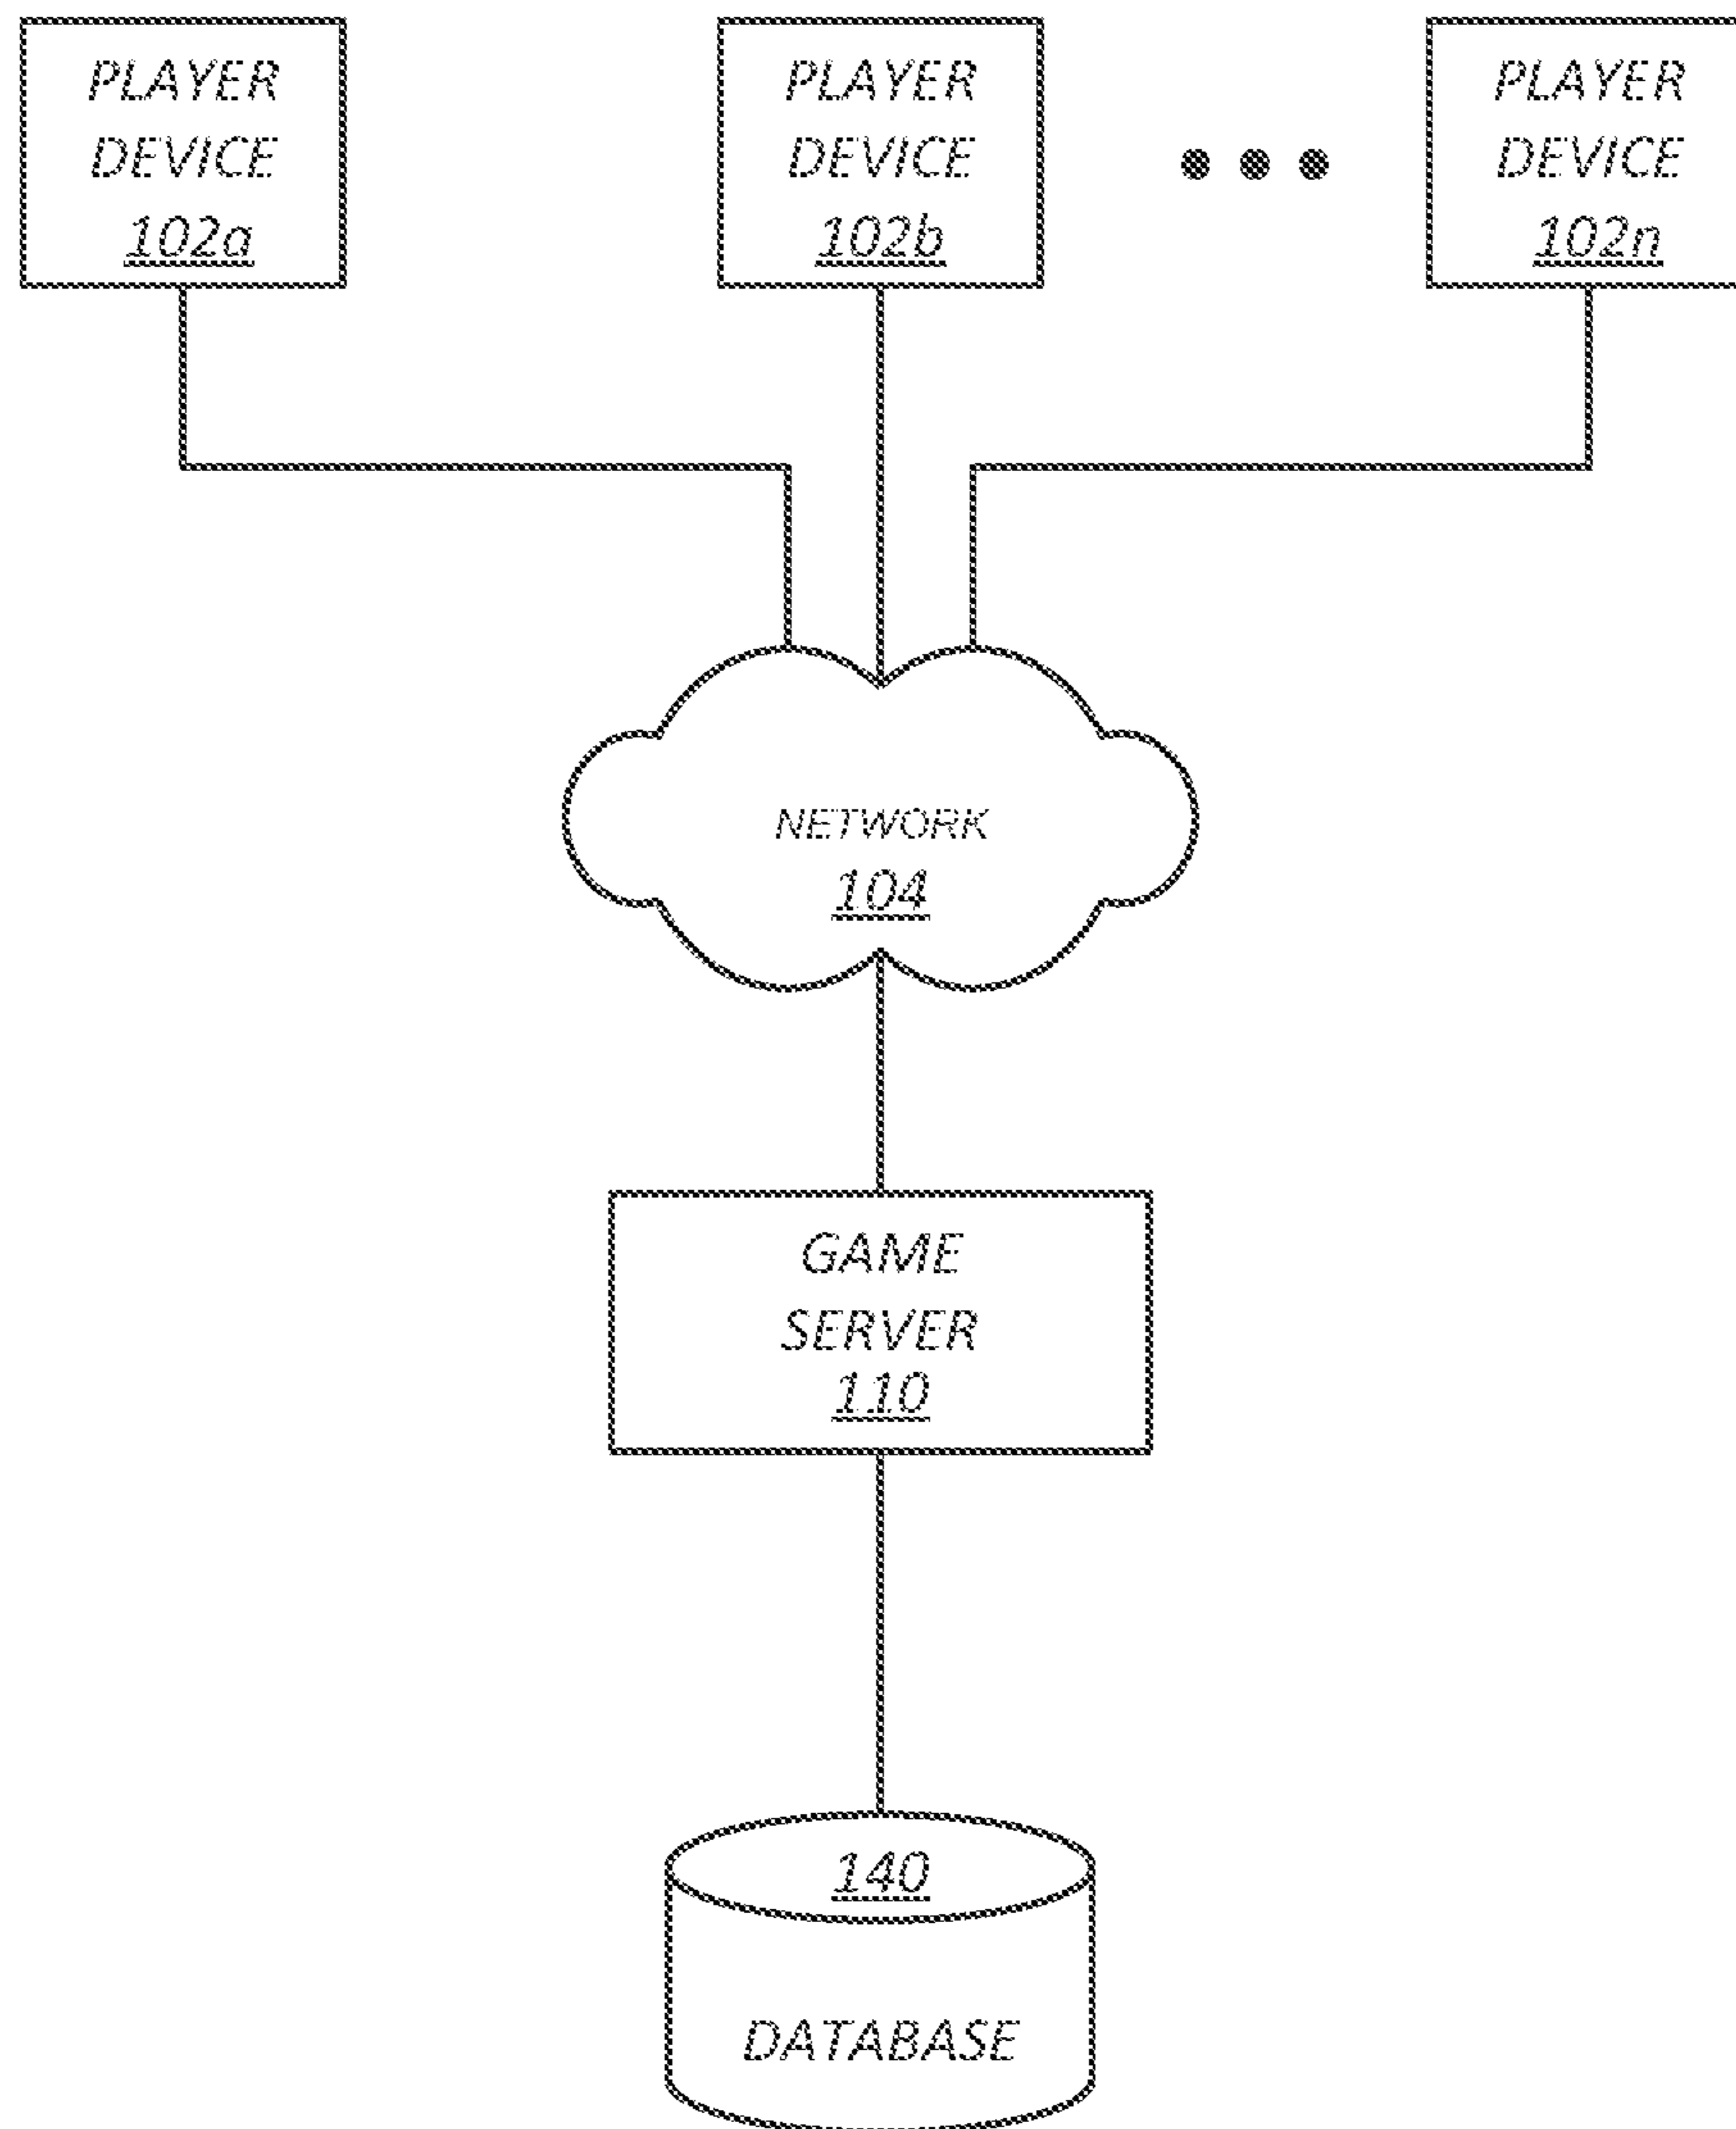 PLAYER
DEVICE
102a
PLAYER
DEVICE
102b
PLAYER
DEVICE
102n
NETWORK
104
GAME
SERVER
110
140
DATABASE